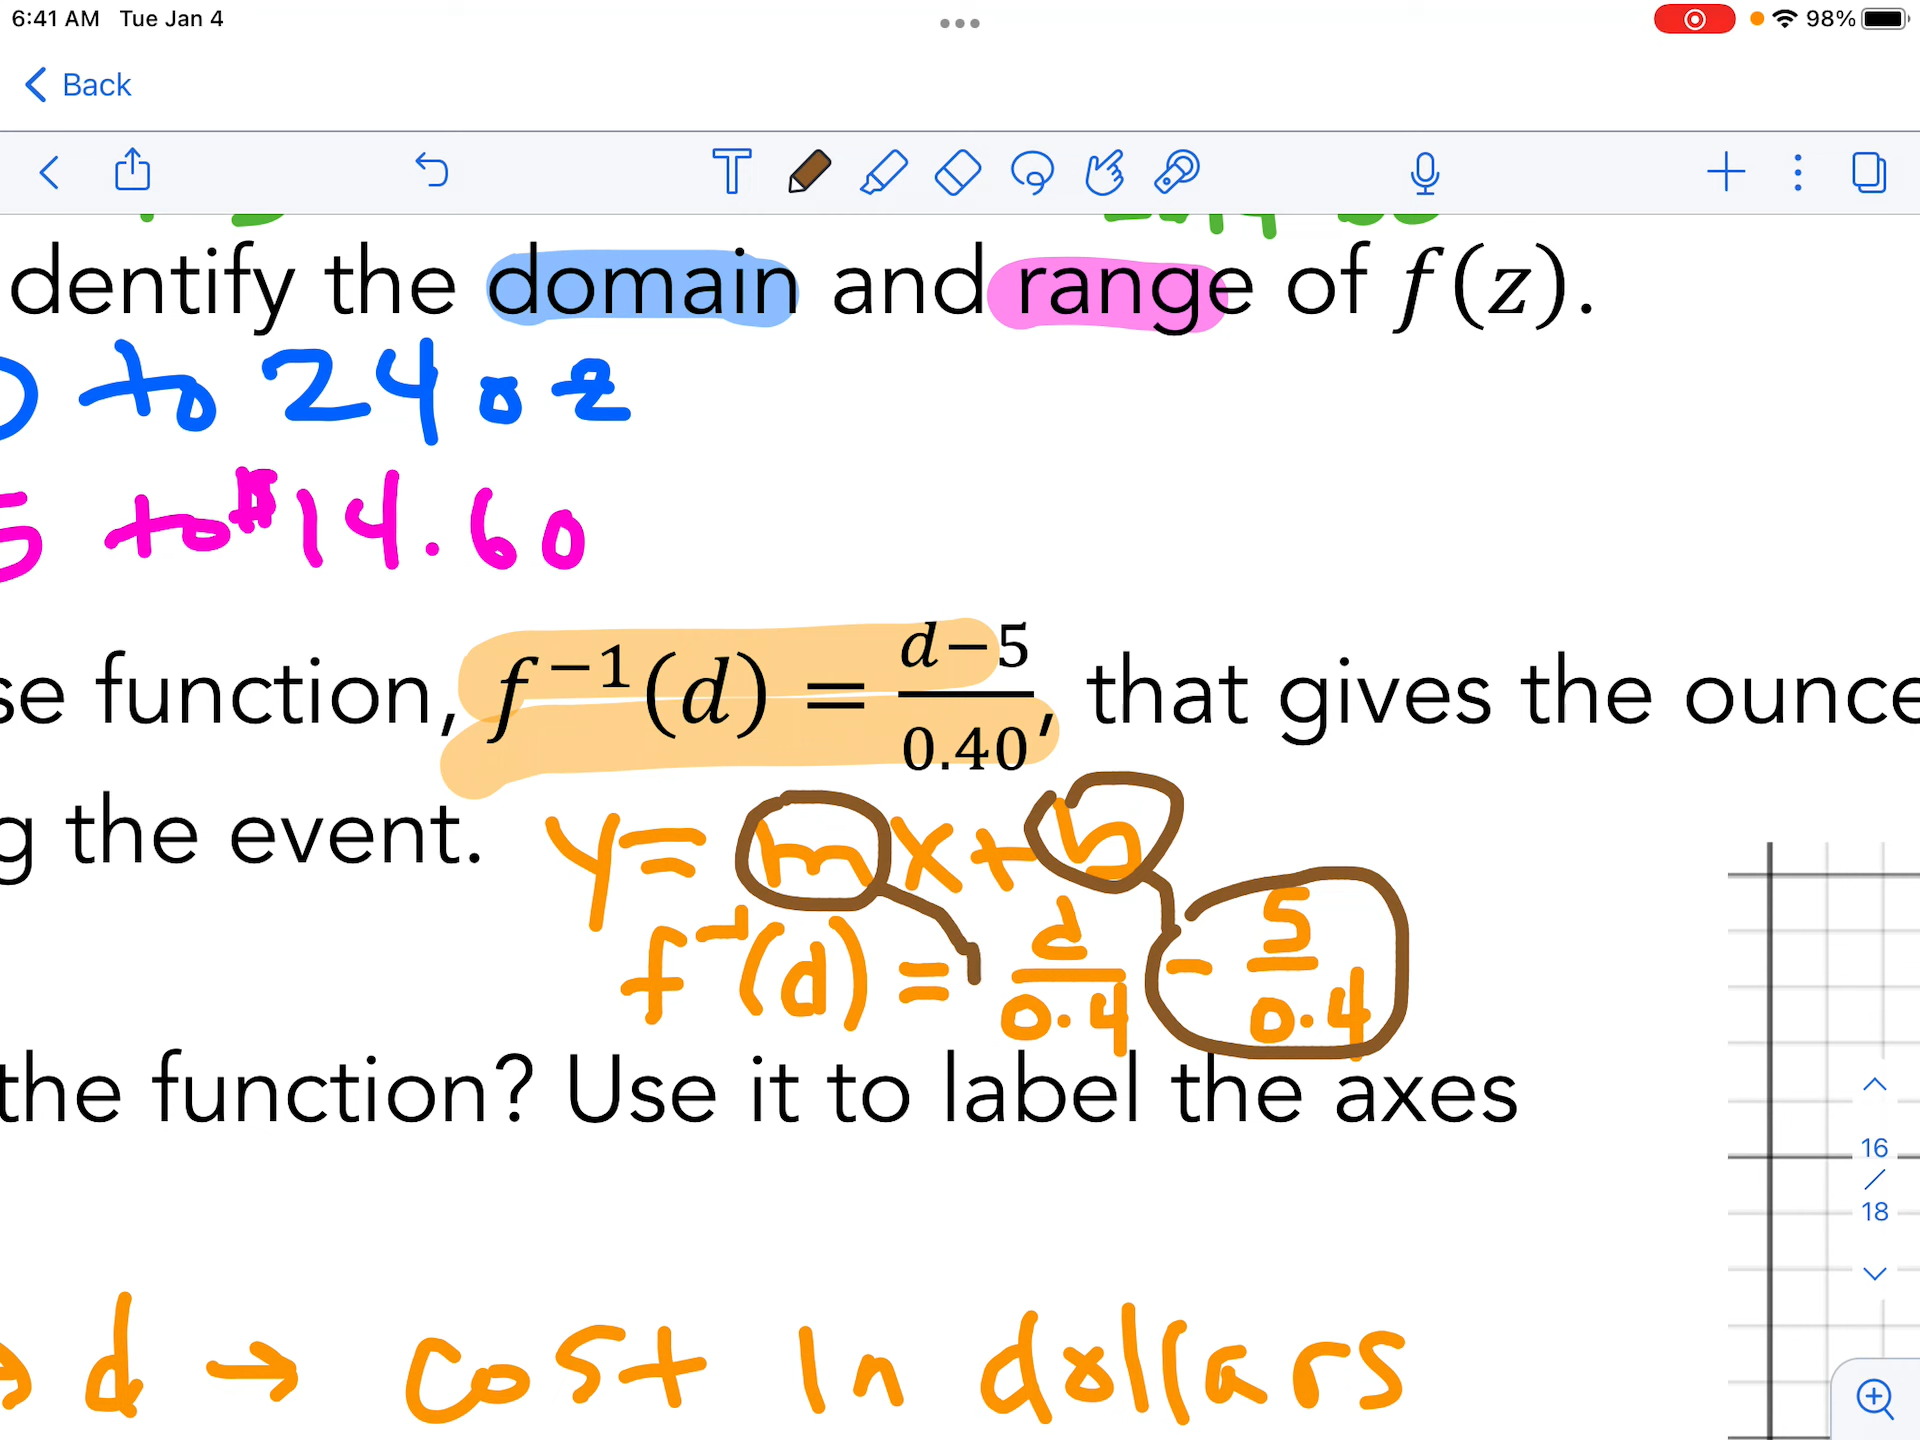 6:41 AM Tue Jan 4
98%
Back
dentify the domain and range of f(z).
to 24 oz
5 to $14.60
se function, f⁻¹(d) = (d−5)/0.40, that gives the ounce
g the event. y = mx + b
f⁻¹(d) = d/0.4 − 5/0.4
the function? Use it to label the axes
16
/
18
d → cost in dollars